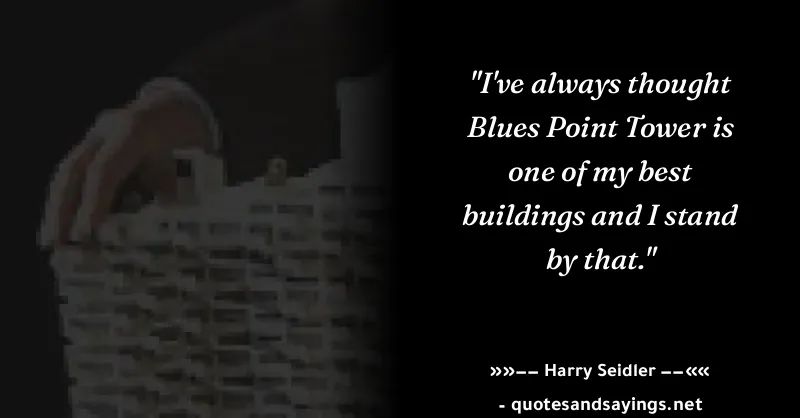 "I've always thought
Blues Point Tower is
one of my best
buildings and I stand
by that."
»»–– Harry Seidler ––««
- quotesandsayings.net